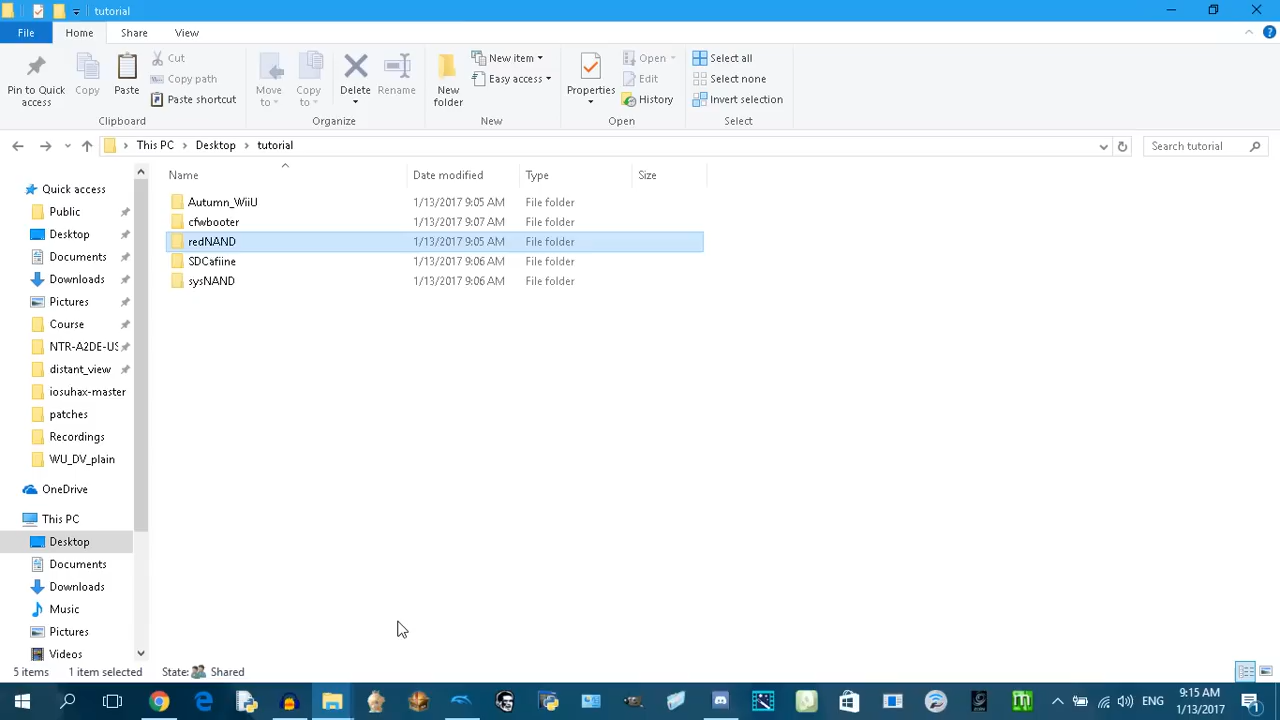 tutorial
File Home Share View
Pin to Quick access
Copy
Paste
Cut
Copy path
Paste shortcut
Move to
Copy to
Delete
Rename
New folder
New item
Easy access
Properties
Open
Edit
History
Select all
Select none
Invert selection
Clipboard Organize New Open Select
This PC Desktop tutorial
Search tutorial
Name Date modified Type Size
Autumn_WiiU 1/13/2017 9:05 AM File folder
cfwbooter 1/13/2017 9:07 AM File folder
redNAND 1/13/2017 9:05 AM File folder
SDCafiine 1/13/2017 9:06 AM File folder
sysNAND 1/13/2017 9:06 AM File folder
Quick access
Public
Desktop
Documents
Downloads
Pictures
Course
NTR-A2DE-US
distant_view
iosuhax-master
patches
Recordings
WU_DV_plain
OneDrive
This PC
Desktop
Documents
Downloads
Music
Pictures
Videos
5 items 1 item selected State: Shared
ENG
9:15 AM
1/13/2017